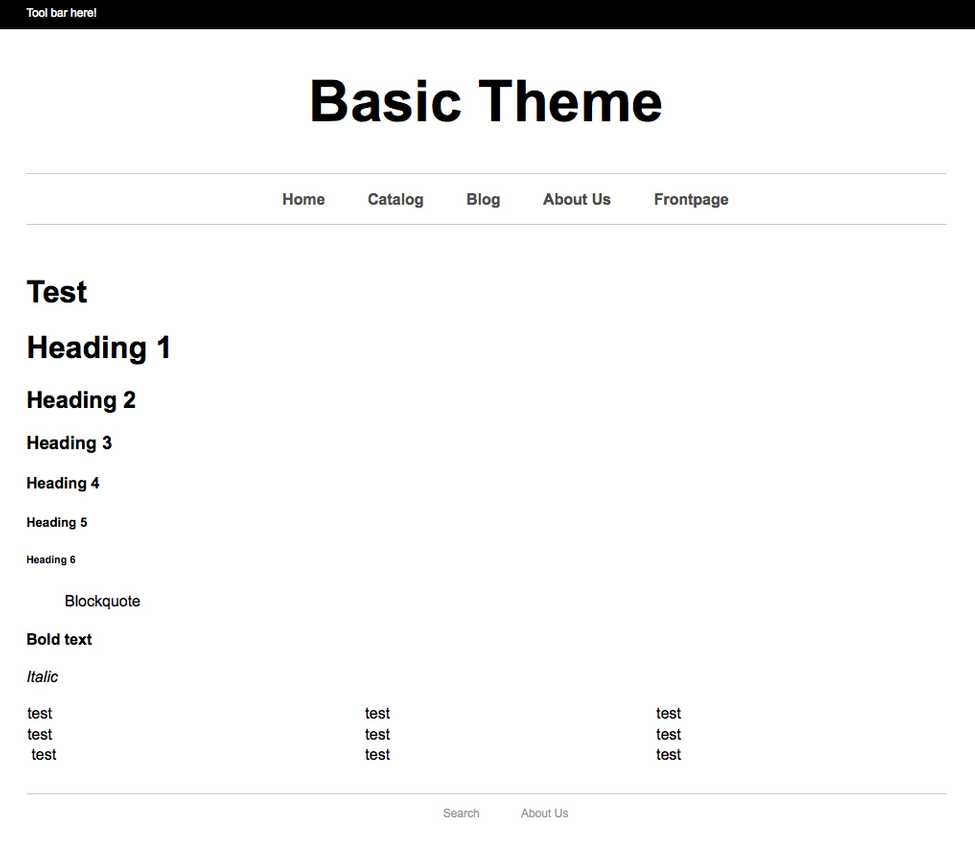 Tool bar here!
Basic Theme
Home Catalog Blog About Us Frontpage
Test
Heading 1
Heading 2
Heading 3
Heading 4
Heading 5
Heading 6
Blockquote
Bold text
Italic
test test test
test test test
test test test
Search About Us